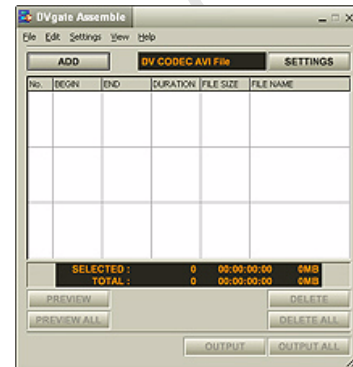 DVgate Assemble
File Edit Settings View Help
ADD DV CODEC AVI File SETTINGS
No. BEGIN END DURATION FILE SIZE FILE NAME
SELECTED : 0 00:00:00:00 0MB
TOTAL : 0 00:00:00:00 0MB
PREVIEW DELETE
PREVIEW ALL DELETE ALL
OUTPUT OUTPUT ALL